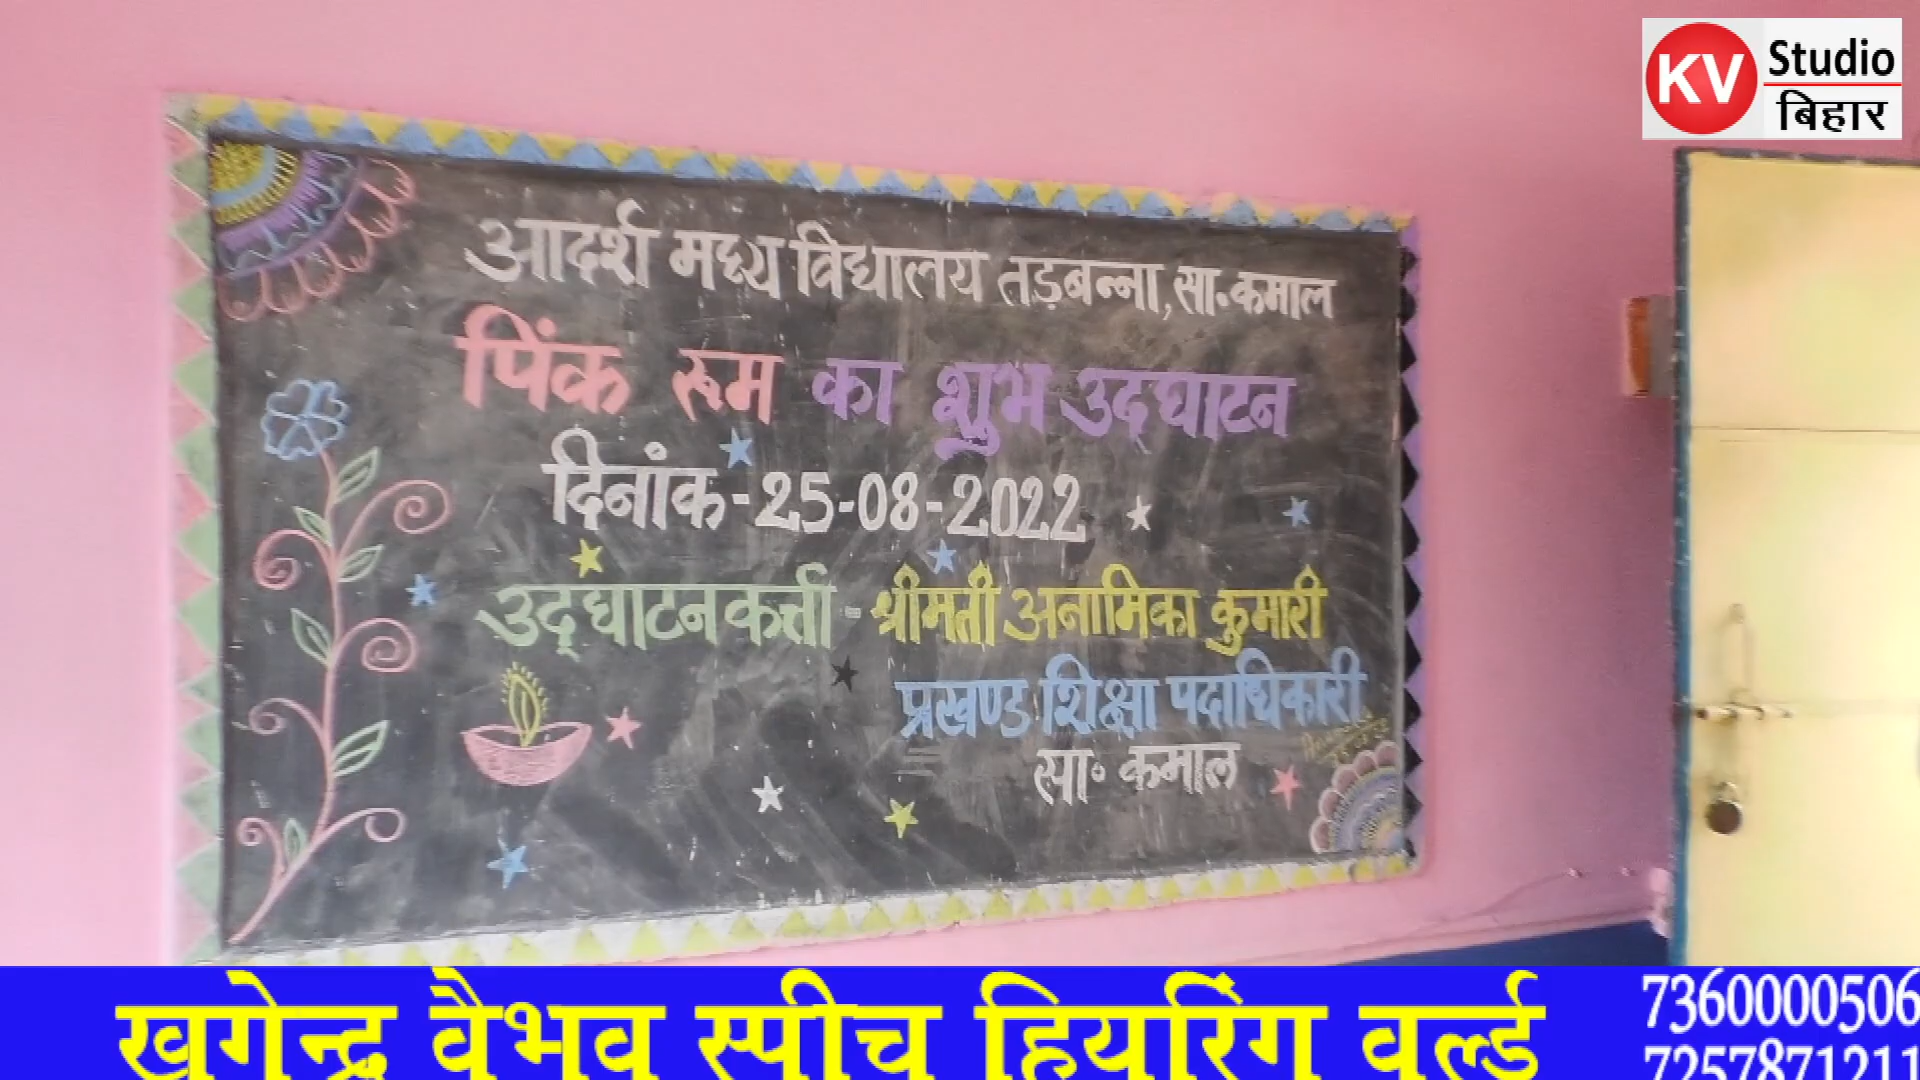 KV Studio
बिहार
आदर्श मध्य विद्यालय तड़बन्ना, सा॰कमाल
पिंक रूम का शुभ उद्घाटन
दिनांक-25-08-2022
उद्घाटनकर्त्ता - श्रीमती अनामिका कुमारी
प्रखण्ड शिक्षा पदाधिकारी
सा॰ कमाल
खगेन्द्र वैभव स्पीच हियरिंग वर्ल्ड
7360000506
7257871211